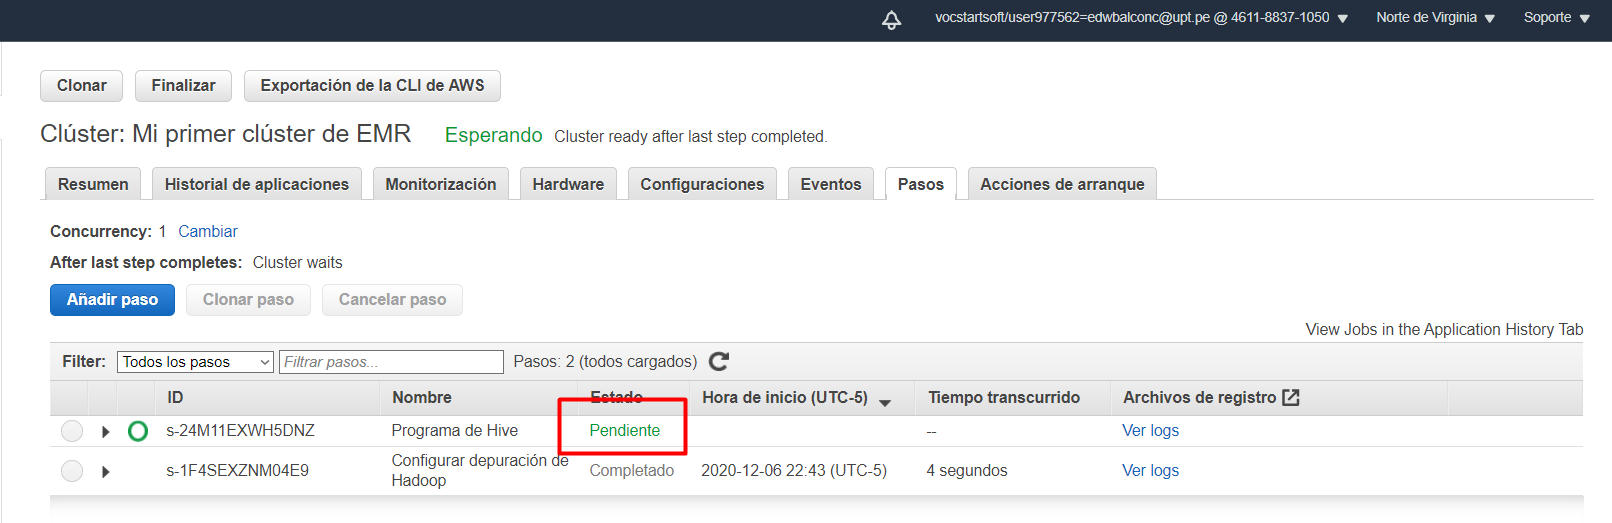 vocstartsoft/user977562=edwbalconc@upt.pe @ 4611-8837-1050 Norte de Virginia Soporte
Clonar Finalizar Exportación de la CLI de AWS
Clúster: Mi primer clúster de EMR Esperando Cluster ready after last step completed.
Resumen Historial de aplicaciones Monitorización Hardware Configuraciones Eventos Pasos Acciones de arranque
Concurrency: 1 Cambiar
After last step completes: Cluster waits
Añadir paso Clonar paso Cancelar paso
View Jobs in the Application History Tab
Filter: Todos los pasos Filtrar pasos... Pasos: 2 (todos cargados)
ID Nombre Estado Hora de inicio (UTC-5) Tiempo transcurrido Archivos de registro
s-24M11EXWH5DNZ Programa de Hive Pendiente -- Ver logs
s-1F4SEXZNM04E9 Configurar depuración de Hadoop Completado 2020-12-06 22:43 (UTC-5) 4 segundos Ver logs